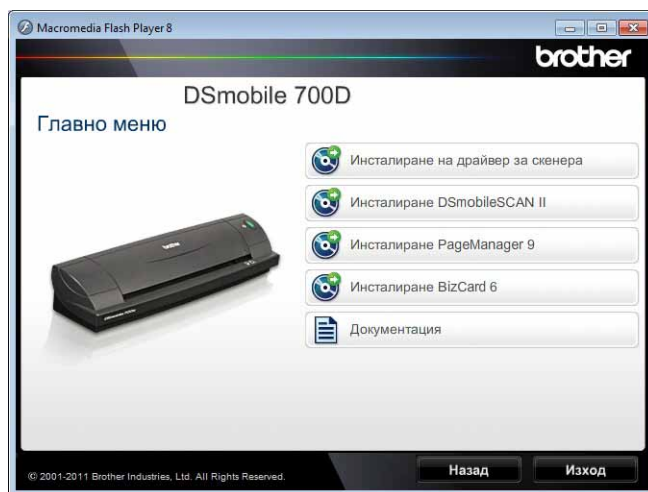 Macromedia Flash Player 8
brother
DSmobile 700D
Главно меню
Инсталиране на драйвер за скенера
Инсталиране DSmobileSCAN II
Инсталиране PageManager 9
Инсталиране BizCard 6
Документация
brother
© 2001-2011 Brother Industries, Ltd. All Rights Reserved.
Назад
Изход